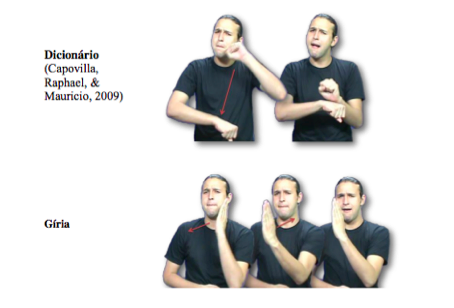 Dicionário
(Capovilla,
Raphael, &
Mauricio, 2009)
Gíria